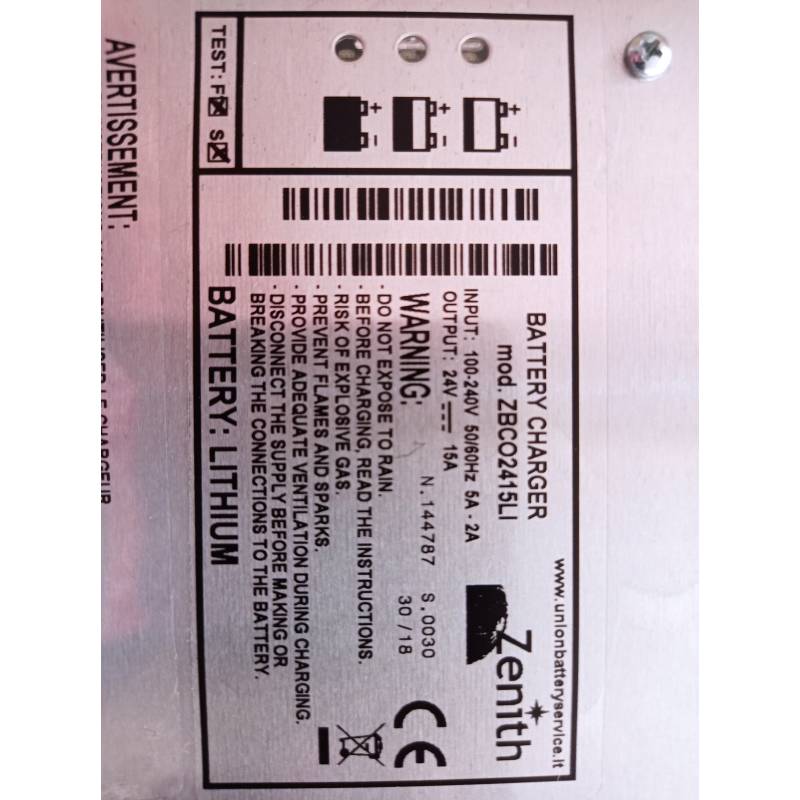 www.unionbatteryservice.it
BATTERY CHARGER
mod. ZBCO2415LI
Zenith
INPUT: 100-240V 50/60Hz 5A - 2A
OUTPUT: 24V 15A
N.144787 S.0030
30/18
WARNING:
· DO NOT EXPOSE TO RAIN.
· BEFORE CHARGING, READ THE INSTRUCTIONS.
· RISK OF EXPLOSIVE GAS.
· PREVENT FLAMES AND SPARKS.
· PROVIDE ADEQUATE VENTILATION DURING CHARGING.
· DISCONNECT THE SUPPLY BEFORE MAKING OR
BREAKING THE CONNECTIONS TO THE BATTERY.
BATTERY: LITHIUM
CE
+ -
+ -
+ -
TEST: F S
AVERTISSEMENT:
LE CHARGEUR